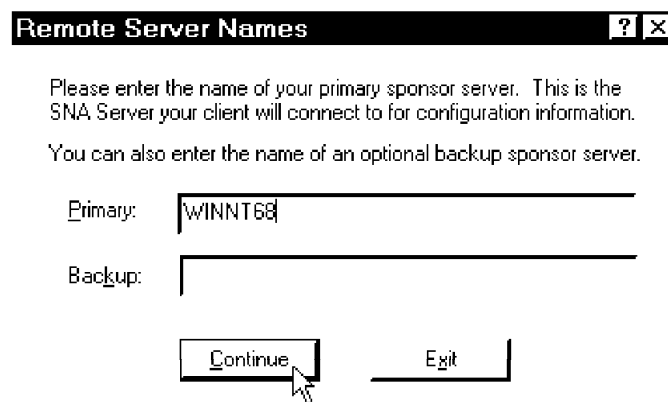 Remote Server Names ? X
Please enter the name of your primary sponsor server. This is the
SNA Server your client will connect to for configuration information.
You can also enter the name of an optional backup sponsor server.
Primary: WINNT68
Backup:
Continue Exit